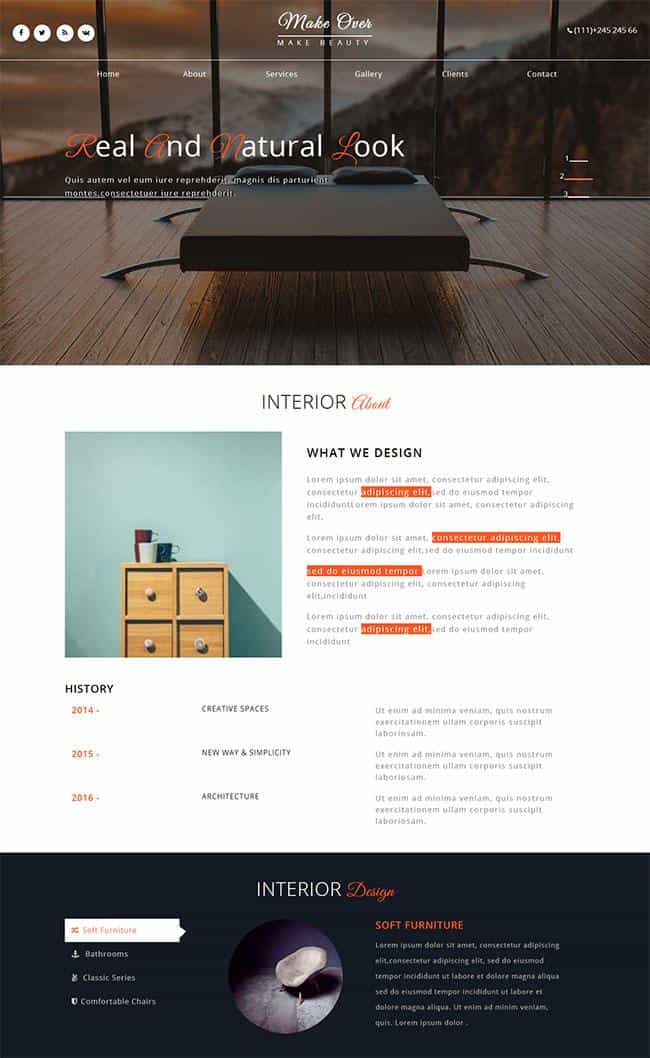 Make Over
MAKE BEAUTY
(111)+245 245 66
Home About Services Gallery Clients Contact
Real And Natural Look
Quis autem vel eum iure reprehderit, magnis dis parturient
montes,consectetuer iure reprehderit.
1
2
3
INTERIOR About
WHAT WE DESIGN
Lorem ipsum dolor sit amet, consectetur adipiscing elit,
consectetur adipiscing elit,sed do eiusmod tempor
incididuntLorem ipsum dolor sit amet, consectetur adipiscing
elit,
Lorem ipsum dolor sit amet, consectetur adipiscing elit,
consectetur adipiscing elit,sed do eiusmod tempor incididunt
sed do eiusmod tempor Lorem ipsum dolor sit amet,
consectetur adipiscing elit, consectetur adipiscing
elit,incididunt
Lorem ipsum dolor sit amet, consectetur adipiscing elit,
consectetur adipiscing elit,sed do eiusmod tempor
incididunt
HISTORY
2014 - CREATIVE SPACES
Ut enim ad minima veniam, quis nostrum
exercitationem ullam corporis suscipit
laboriosam.
2015 - NEW WAY & SIMPLICITY
Ut enim ad minima veniam, quis nostrum
exercitationem ullam corporis suscipit
laboriosam.
2016 - ARCHITECTURE
Ut enim ad minima veniam, quis nostrum
exercitationem ullam corporis suscipit
laboriosam.
INTERIOR Design
Soft Furniture
Bathrooms
Classic Series
Comfortable Chairs
SOFT FURNITURE
Lorem ipsum dolor sit amet, consectetur adipiscing
elit,consectetur adipiscing elit, sed do eiusmod
tempor incididunt ut labore et dolore magna aliqua
sed do eiusmod tempor incididunt ut labore et
dolore magna aliqua. Ut enim ad minim veniam,
quis. Lorem ipsum dolor .